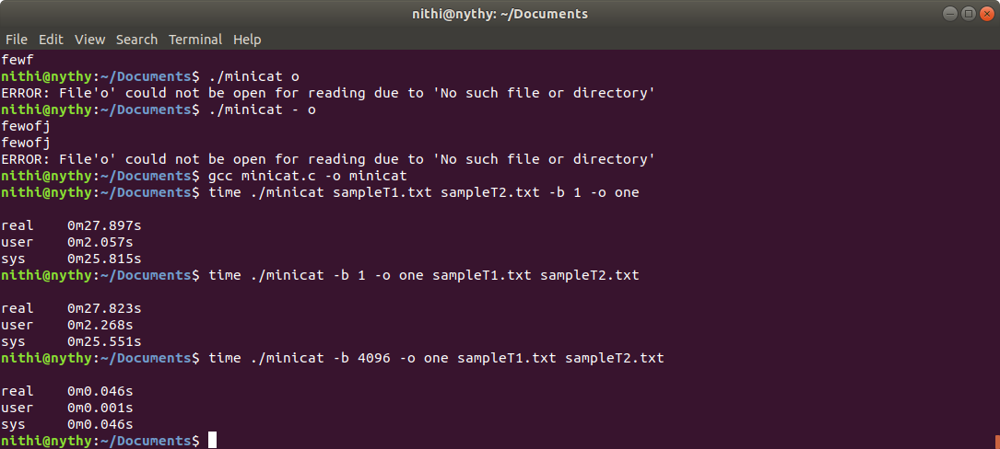 nithi@nythy: ~/Documents
File Edit View Search Terminal Help
fewf
nithi@nythy:~/Documents$ ./minicat o
ERROR: File'o' could not be open for reading due to 'No such file or directory'
nithi@nythy:~/Documents$ ./minicat - o
fewofj
fewofj
ERROR: File'o' could not be open for reading due to 'No such file or directory'
nithi@nythy:~/Documents$ gcc minicat.c -o minicat
nithi@nythy:~/Documents$ time ./minicat sampleT1.txt sampleT2.txt -b 1 -o one
real 0m27.897s
user 0m2.057s
sys 0m25.815s
nithi@nythy:~/Documents$ time ./minicat -b 1 -o one sampleT1.txt sampleT2.txt
real 0m27.823s
user 0m2.268s
sys 0m25.551s
nithi@nythy:~/Documents$ time ./minicat -b 4096 -o one sampleT1.txt sampleT2.txt
real 0m0.046s
user 0m0.001s
sys 0m0.046s
nithi@nythy:~/Documents$